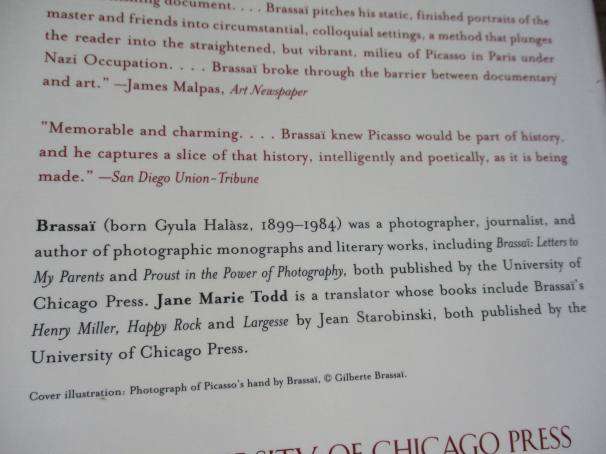 document. . . . Brassaï pitches his static, finished portraits of the
master and friends into circumstantial, colloquial settings, a method that plunges
the reader into the straightened, but vibrant, milieu of Picasso in Paris under
Nazi Occupation. . . . Brassaï broke through the barrier between documentary
and art." —James Malpas, Art Newspaper
"Memorable and charming. . . . Brassaï knew Picasso would be part of history,
and he captures a slice of that history, intelligently and poetically, as it is being
made." —San Diego Union-Tribune
Brassaï (born Gyula Halàsz, 1899–1984) was a photographer, journalist, and
author of photographic monographs and literary works, including Brassaï: Letters to
My Parents and Proust in the Power of Photography, both published by the University of
Chicago Press. Jane Marie Todd is a translator whose books include Brassaï's
Henry Miller, Happy Rock and Largesse by Jean Starobinski, both published by the
University of Chicago Press.
Cover illustration: Photograph of Picasso's hand by Brassaï, © Gilberte Brassaï.
OF CHICAGO PRESS